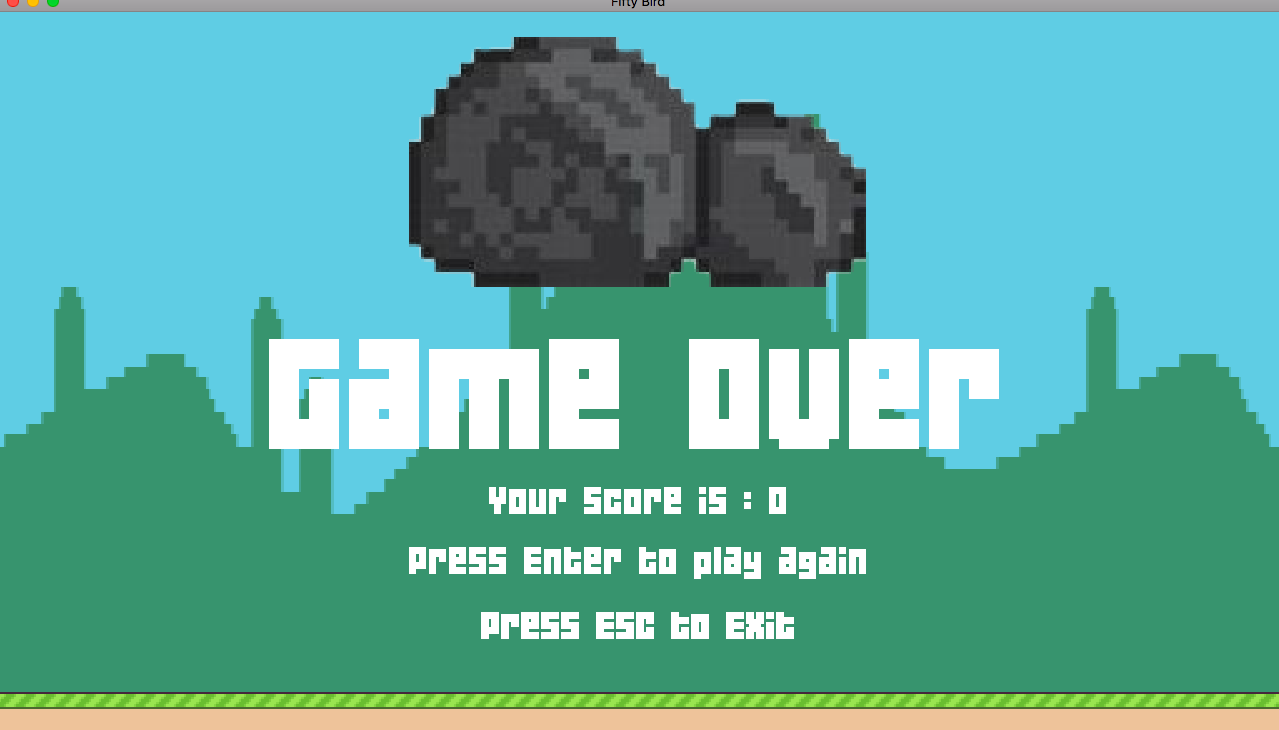 Fifty Bird
Game Over
Your Score is : 0
Press Enter to play again
Press ESC to Exit